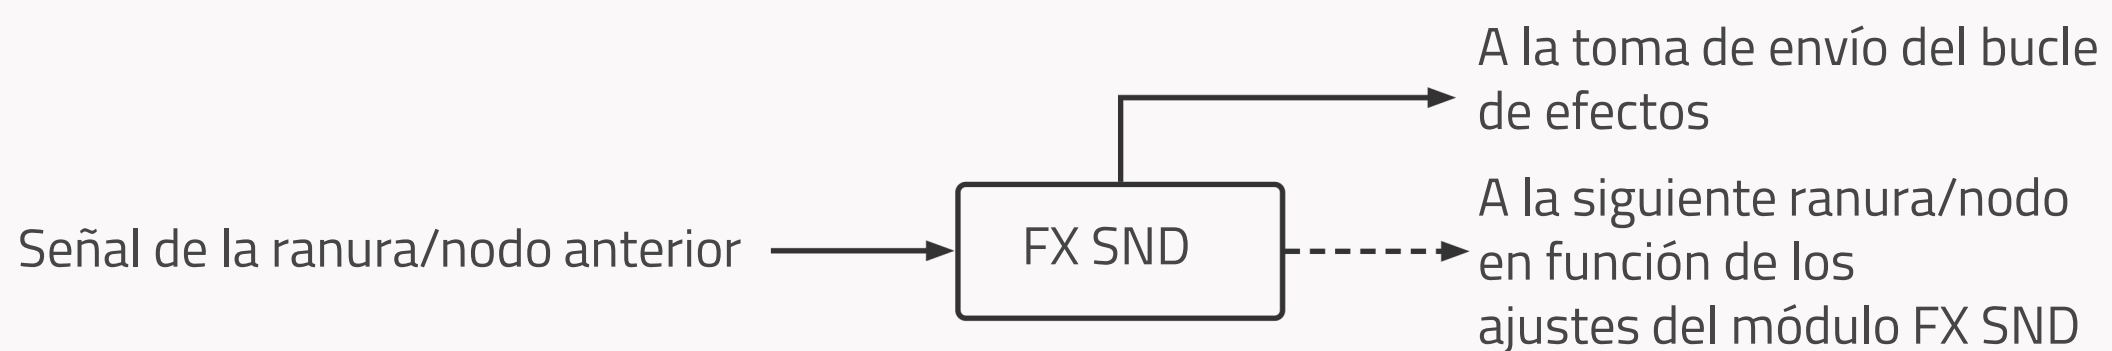 A la toma de envío del bucle
de efectos
Señal de la ranura/nodo anterior
FX SND
A la siguiente ranura/nodo
en función de los
ajustes del módulo FX SND